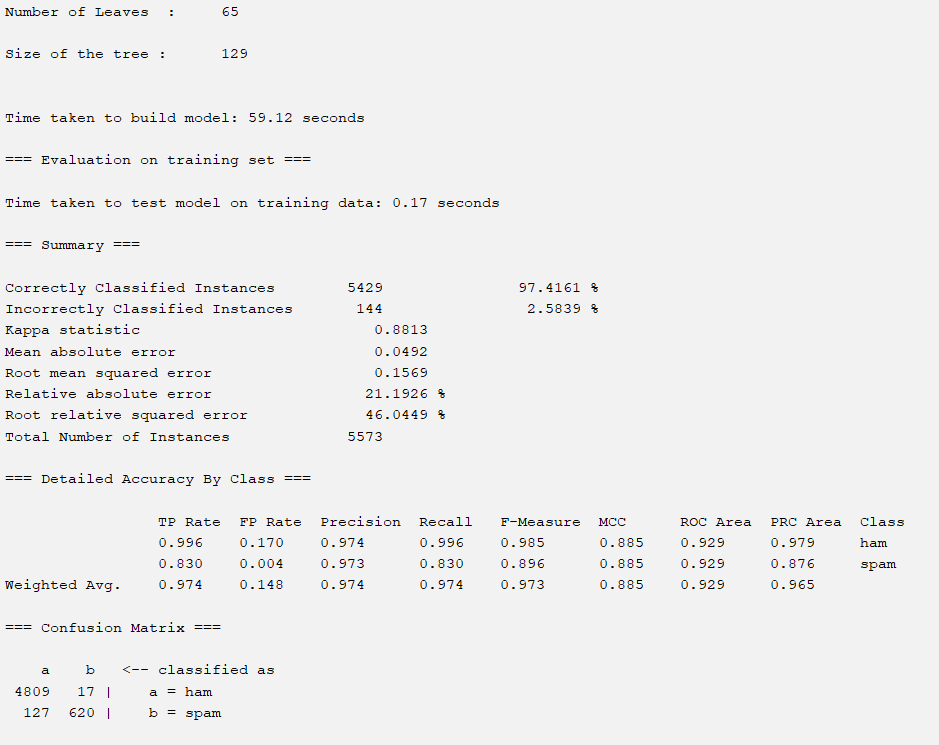 Number of Leaves  :     65
Size of the tree :      129
Time taken to build model: 59.12 seconds
=== Evaluation on training set ===
Time taken to test model on training data: 0.17 seconds
=== Summary ===
Correctly Classified Instances        5429               97.4161 %
Incorrectly Classified Instances       144                2.5839 %
Kappa statistic                          0.8813
Mean absolute error                      0.0492
Root mean squared error                  0.1569
Relative absolute error                 21.1926 %
Root relative squared error             46.0449 %
Total Number of Instances             5573
=== Detailed Accuracy By Class ===
                 TP Rate  FP Rate  Precision  Recall   F-Measure  MCC      ROC Area  PRC Area  Class
                 0.996    0.170    0.974      0.996    0.985      0.885    0.929     0.979     ham
                 0.830    0.004    0.973      0.830    0.896      0.885    0.929     0.876     spam
Weighted Avg.    0.974    0.148    0.974      0.974    0.973      0.885    0.929     0.965
=== Confusion Matrix ===
    a    b   <-- classified as
 4809   17 |    a = ham
  127  620 |    b = spam